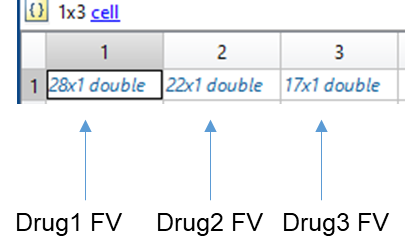 {} 1x3 cell
1 2 3
1 28x1 double 22x1 double 17x1 double
Drug1 FV Drug2 FV Drug3 FV